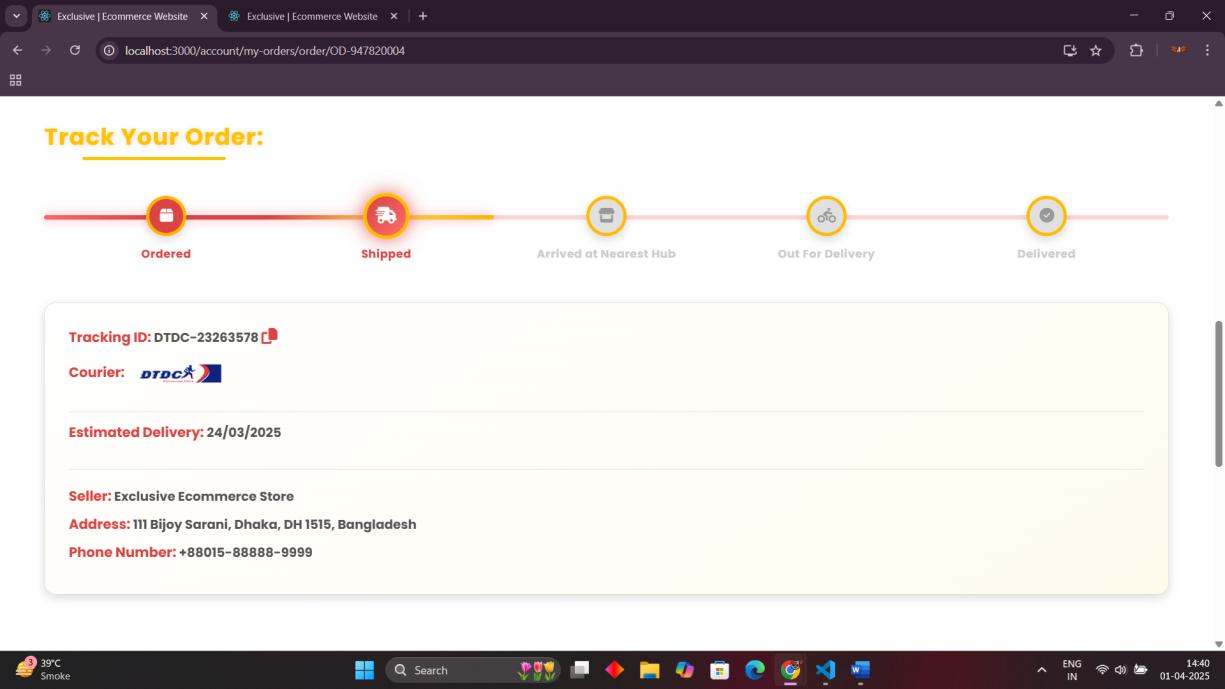 Exclusive | Ecommerce Website
Exclusive | Ecommerce Website
localhost:3000/account/my-orders/order/OD-947820004
Track Your Order:
Ordered
Shipped
Arrived at Nearest Hub
Out For Delivery
Delivered
Tracking ID: DTDC-23263578
Courier: DTDC
Estimated Delivery: 24/03/2025
Seller: Exclusive Ecommerce Store
Address: 111 Bijoy Sarani, Dhaka, DH 1515, Bangladesh
Phone Number: +88015-88888-9999
3
39°C
Smoke
Search
ENG
IN
14:40
01-04-2025